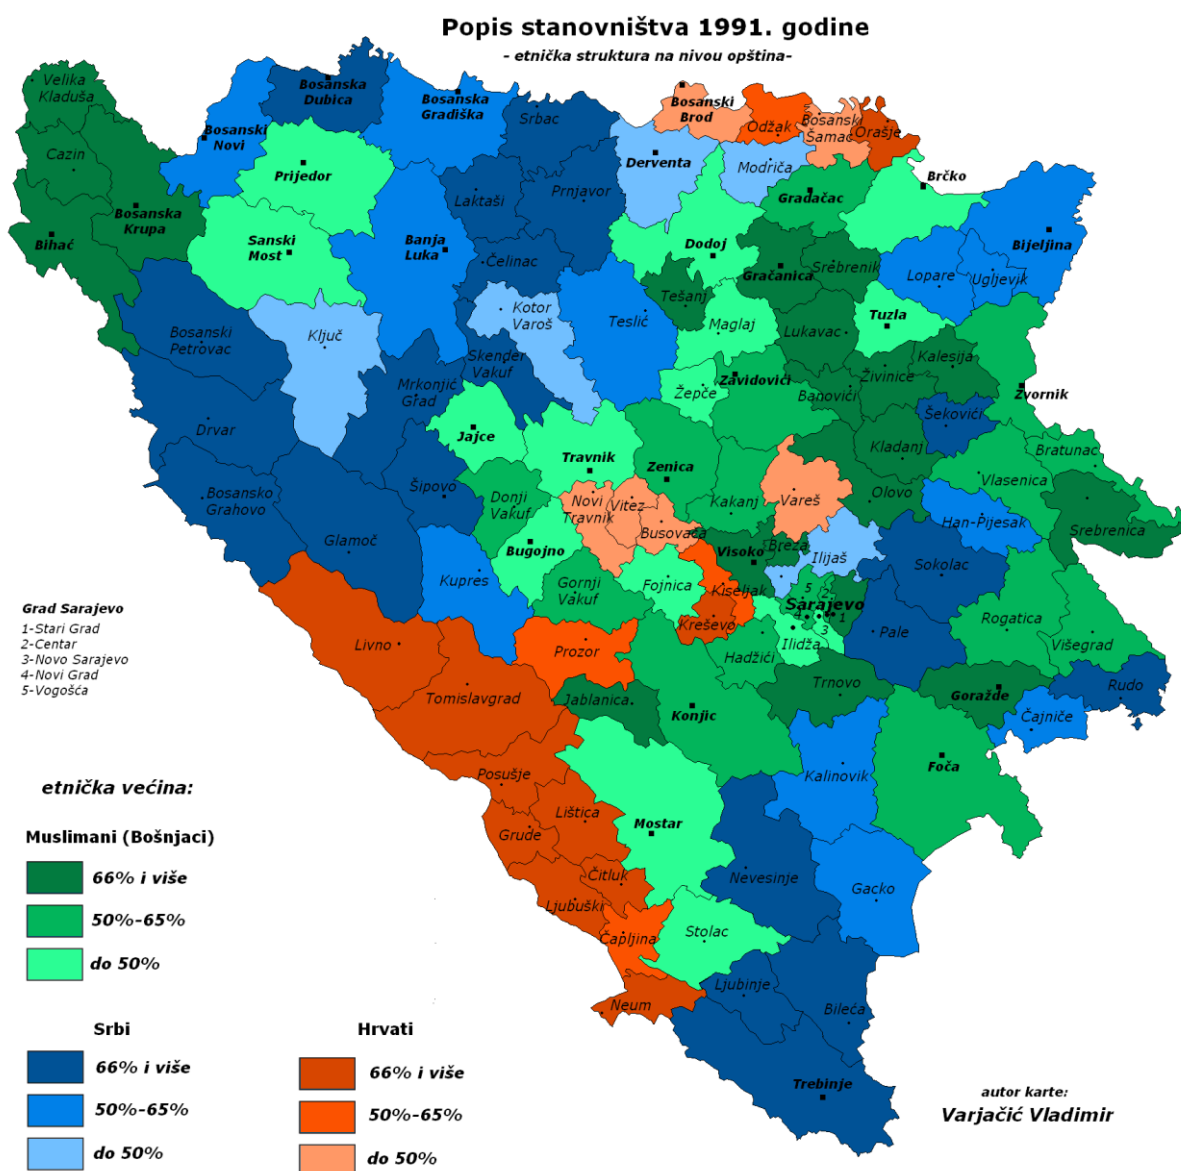 Popis stanovništva 1991. godine
- etnička struktura na nivou opština-
Velika
Kladuša
Cazin
Bihać
Bosanska
Krupa
Bosanski
Novi
Bosanska
Dubica
Bosanska
Gradiška
Srbac
Prijedor
Sanski
Most
Banja
Luka
Laktaši
Prnjavor
Čelinac
Derventa
Bosanski
Brod
Odžak
Bosanski
Šamac
Orašje
Modriča
Gradačac
Brčko
Bijeljina
Lopare
Ugljevik
Dodoj
Gračanica
Srebrenik
Tešanj
Maglaj
Lukavac
Tuzla
Kalesija
Živinice
Banovići
Zvornik
Šekovići
Kladanj
Teslić
Kotor
Varoš
Skender
Vakuf
Ključ
Bosanski
Petrovac
Mrkonjić
Grad
Drvar
Bosansko
Grahovo
Glamoč
Šipovo
Jajce
Travnik
Žepče
Zavidovići
Zenica
Kakanj
Vareš
Olovo
Vlasenica
Bratunac
Srebrenica
Han-Pijesak
Donji
Vakuf
Novi
Travnik
Vitez
Busovača
Bugojno
Gornji
Vakuf
Fojnica
Kiseljak
Kreševo
Visoko
Breza
Ilijaš
Sokolac
Kupres
Sarajevo
5
2
4
1
3
Ilidža
Hadžići
Pale
Rogatica
Višegrad
Rudo
Goražde
Čajniče
Trnovo
Livno
Prozor
Tomislavgrad
Jablanica
Konjic
Kalinovik
Foča
Posušje
Lištica
Grude
Mostar
Čitluk
Ljubuški
Čapljina
Stolac
Nevesinje
Gacko
Neum
Ljubinje
Bileća
Trebinje
Grad Sarajevo
1-Stari Grad
2-Centar
3-Novo Sarajevo
4-Novi Grad
5-Vogošća
etnička većina:
Muslimani (Bošnjaci)
66% i više
50%-65%
do 50%
Srbi
66% i više
50%-65%
do 50%
Hrvati
66% i više
50%-65%
do 50%
autor karte:
Varjačić Vladimir